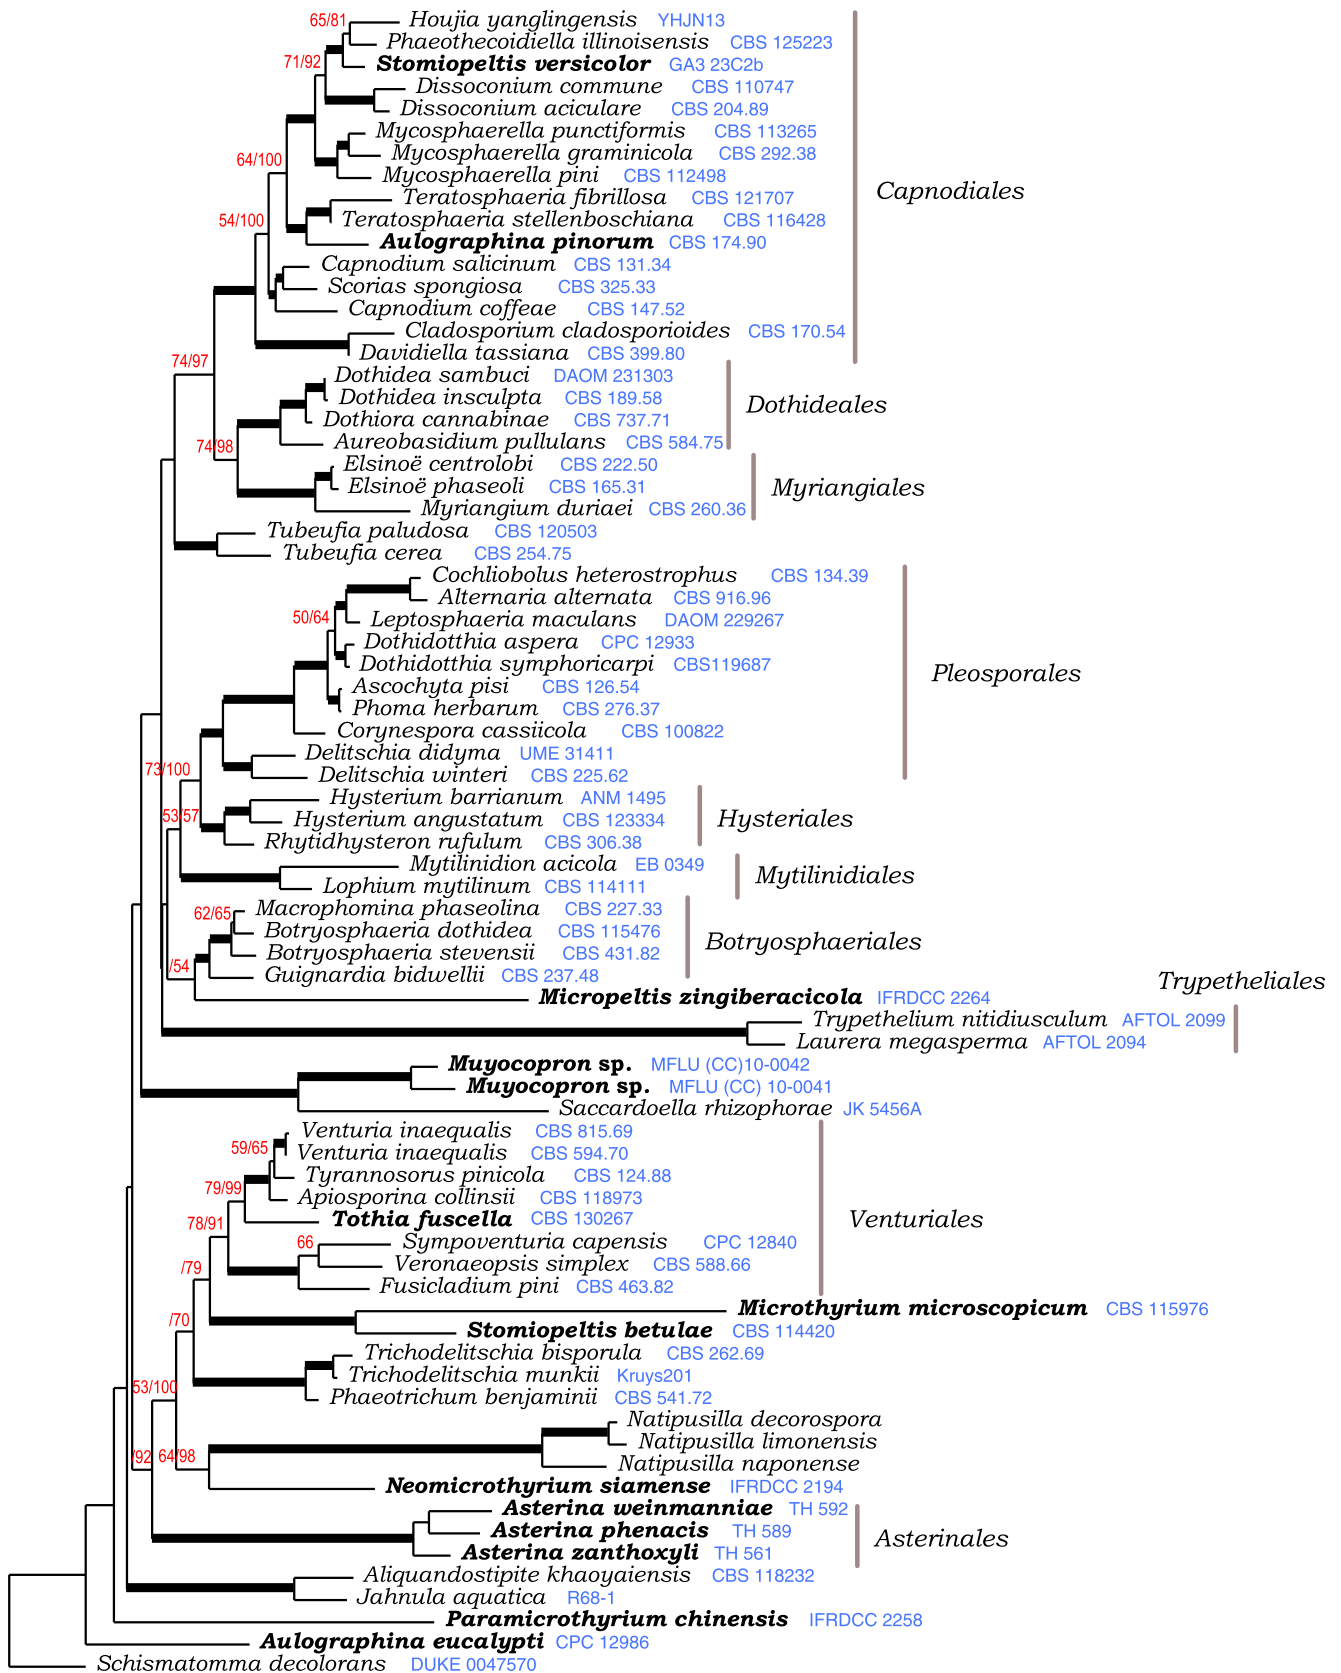 65/81 Houjia yanglingensis YHJN13
Phaeothecoidiella illinoisensis CBS 125223
71/92 Stomiopeltis versicolor GA3 23C2b
Dissoconium commune CBS 110747
Dissoconium aciculare CBS 204.89
Mycosphaerella punctiformis CBS 113265
64/100 Mycosphaerella graminicola CBS 292.38
Mycosphaerella pini CBS 112498
Capnodiales
Teratosphaeria fibrillosa CBS 121707
54/100 Teratosphaeria stellenboschiana CBS 116428
Aulographina pinorum CBS 174.90
Capnodium salicinum CBS 131.34
Scorias spongiosa CBS 325.33
Capnodium coffeae CBS 147.52
Cladosporium cladosporioides CBS 170.54
74/97 Davidiella tassiana CBS 399.80
Dothidea sambuci DAOM 231303
Dothidea insculpta CBS 189.58
Dothideales
Dothiora cannabinae CBS 737.71
74/98 Aureobasidium pullulans CBS 584.75
Elsinoë centrolobi CBS 222.50
Elsinoë phaseoli CBS 165.31
Myriangiales
Myriangium duriaei CBS 260.36
Tubeufia paludosa CBS 120503
Tubeufia cerea CBS 254.75
Cochliobolus heterostrophus CBS 134.39
Alternaria alternata CBS 916.96
50/64 Leptosphaeria maculans DAOM 229267
Dothidotthia aspera CPC 12933
Dothidotthia symphoricarpi CBS119687
Pleosporales
Ascochyta pisi CBS 126.54
Phoma herbarum CBS 276.37
Corynespora cassiicola CBS 100822
Delitschia didyma UME 31411
73/100 Delitschia winteri CBS 225.62
Hysterium barrianum ANM 1495
53/57 Hysterium angustatum CBS 123334
Hysteriales
Rhytidhysteron rufulum CBS 306.38
Mytilinidion acicola EB 0349
Mytilinidiales
Lophium mytilinum CBS 114111
62/65 Macrophomina phaseolina CBS 227.33
Botryosphaeria dothidea CBS 115476
Botryosphaeriales
Botryosphaeria stevensii CBS 431.82
/54 Guignardia bidwellii CBS 237.48
Trypetheliales
Micropeltis zingiberacicola IFRDCC 2264
Trypethelium nitidiusculum AFTOL 2099
Laurera megasperma AFTOL 2094
Muyocopron sp. MFLU (CC)10-0042
Muyocopron sp. MFLU (CC) 10-0041
Saccardoella rhizophorae JK 5456A
Venturia inaequalis CBS 815.69
59/65 Venturia inaequalis CBS 594.70
Tyrannosorus pinicola CBS 124.88
79/99 Apiosporina collinsii CBS 118973
Tothia fuscella CBS 130267
Venturiales
78/91 66 Sympoventuria capensis CPC 12840
/79 Veronaeopsis simplex CBS 588.66
Fusicladium pini CBS 463.82
/70 Microthyrium microscopicum CBS 115976
Stomiopeltis betulae CBS 114420
Trichodelitschia bisporula CBS 262.69
Trichodelitschia munkii Kruys201
53/100 Phaeotrichum benjaminii CBS 541.72
Natipusilla decorospora
Natipusilla limonensis
/92 64/98 Natipusilla naponense
Neomicrothyrium siamense IFRDCC 2194
Asterina weinmanniae TH 592
Asterina phenacis TH 589
Asterinales
Asterina zanthoxyli TH 561
Aliquandostipite khaoyaiensis CBS 118232
Jahnula aquatica R68-1
Paramicrothyrium chinensis IFRDCC 2258
Aulographina eucalypti CPC 12986
Schismatomma decolorans DUKE 0047570